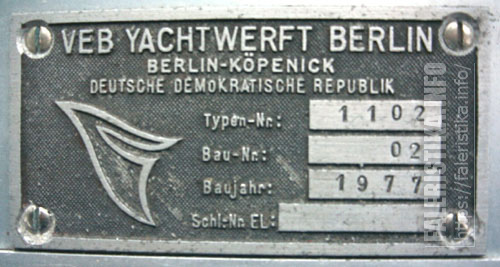 VEB YACHTWERFT BERLIN
BERLIN-KÖPENICK
DEUTSCHE DEMOKRATISCHE REPUBLIK
Typen-Nr: 1102
Bau-Nr: 02
Baujahr: 1977
Schl-Nr EL:
FALERISTIKA.INFO
https://faleristika.info/